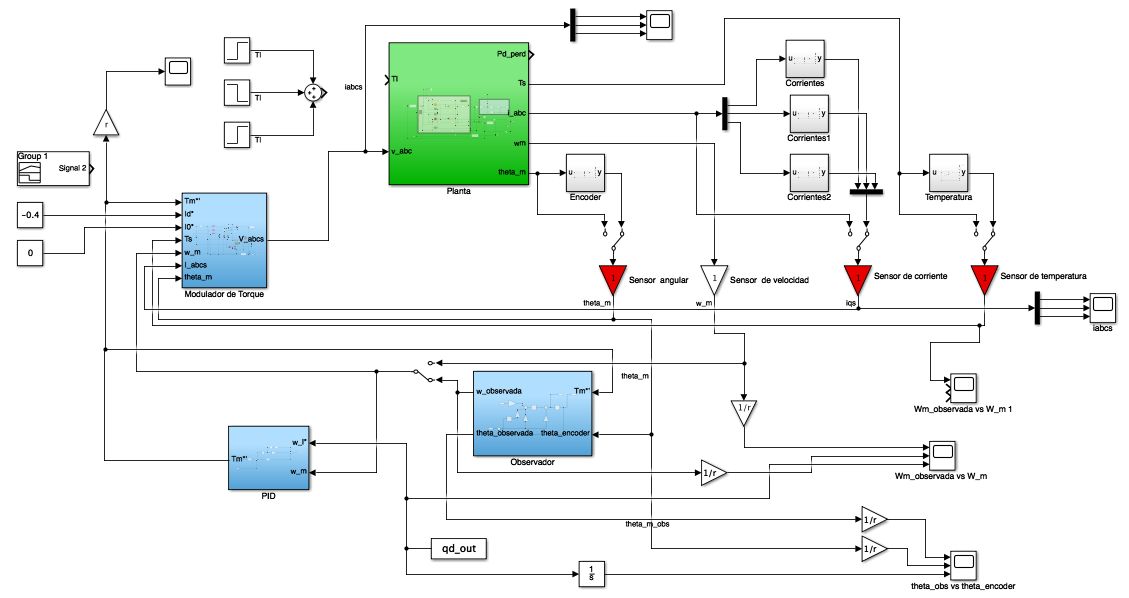 Tl
Tl
Tl
r
Group 1
Signal 2
-0.4
0
Tm*'
Id*
I0*
Ts
w_m
i_abcs
theta_m
V_abcs
Modulador de Torque
iabcs
Tl
v_abc
Pd_perd
Ts
i_abc
wm
theta_m
Planta
u y
Encoder
u y
Corrientes
u y
Corrientes1
u y
Corrientes2
u y
Temperatura
1
Sensor angular
1
Sensor de velocidad
1
Sensor de corriente
1
Sensor de temperatura
theta_m
w_m
iqs
iabcs
theta_m
w_observada
Tm*'
theta_observada
theta_encoder
Observador
1/r
Wm_observada vs W_m 1
w_r*
Tm*'
w_m
PID
1/r
Wm_observada vs W_m
theta_m_obs
1/r
qd_out
1/r
1
s
theta_obs vs theta_encoder